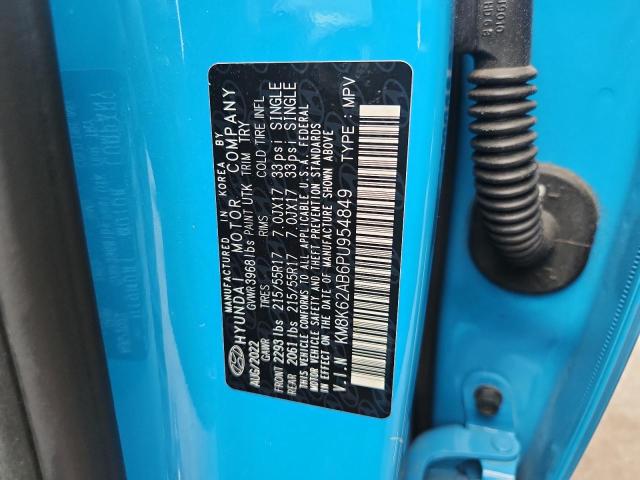 MANUFACTURED IN KOREA BY
HYUNDAI MOTOR COMPANY
AUG/2022 GVWR 3968 lbs PAINT UTK TRIM TRY
GAWR TIRES RIMS COLD TIRE INFL
FRONT 2293 lbs 215/55R17 7.0JX17 33psi SINGLE
REAR 2061 lbs 215/55R17 7.0JX17 33psi SINGLE
THIS VEHICLE CONFORMS TO ALL APPLICABLE U.S.A. FEDERAL
MOTOR VEHICLE SAFETY AND THEFT PREVENTION STANDARDS
IN EFFECT ON THE DATE OF MANUFACTURE SHOWN ABOVE
V.I.N KM8K62AB6PU954849 TYPE : MPV